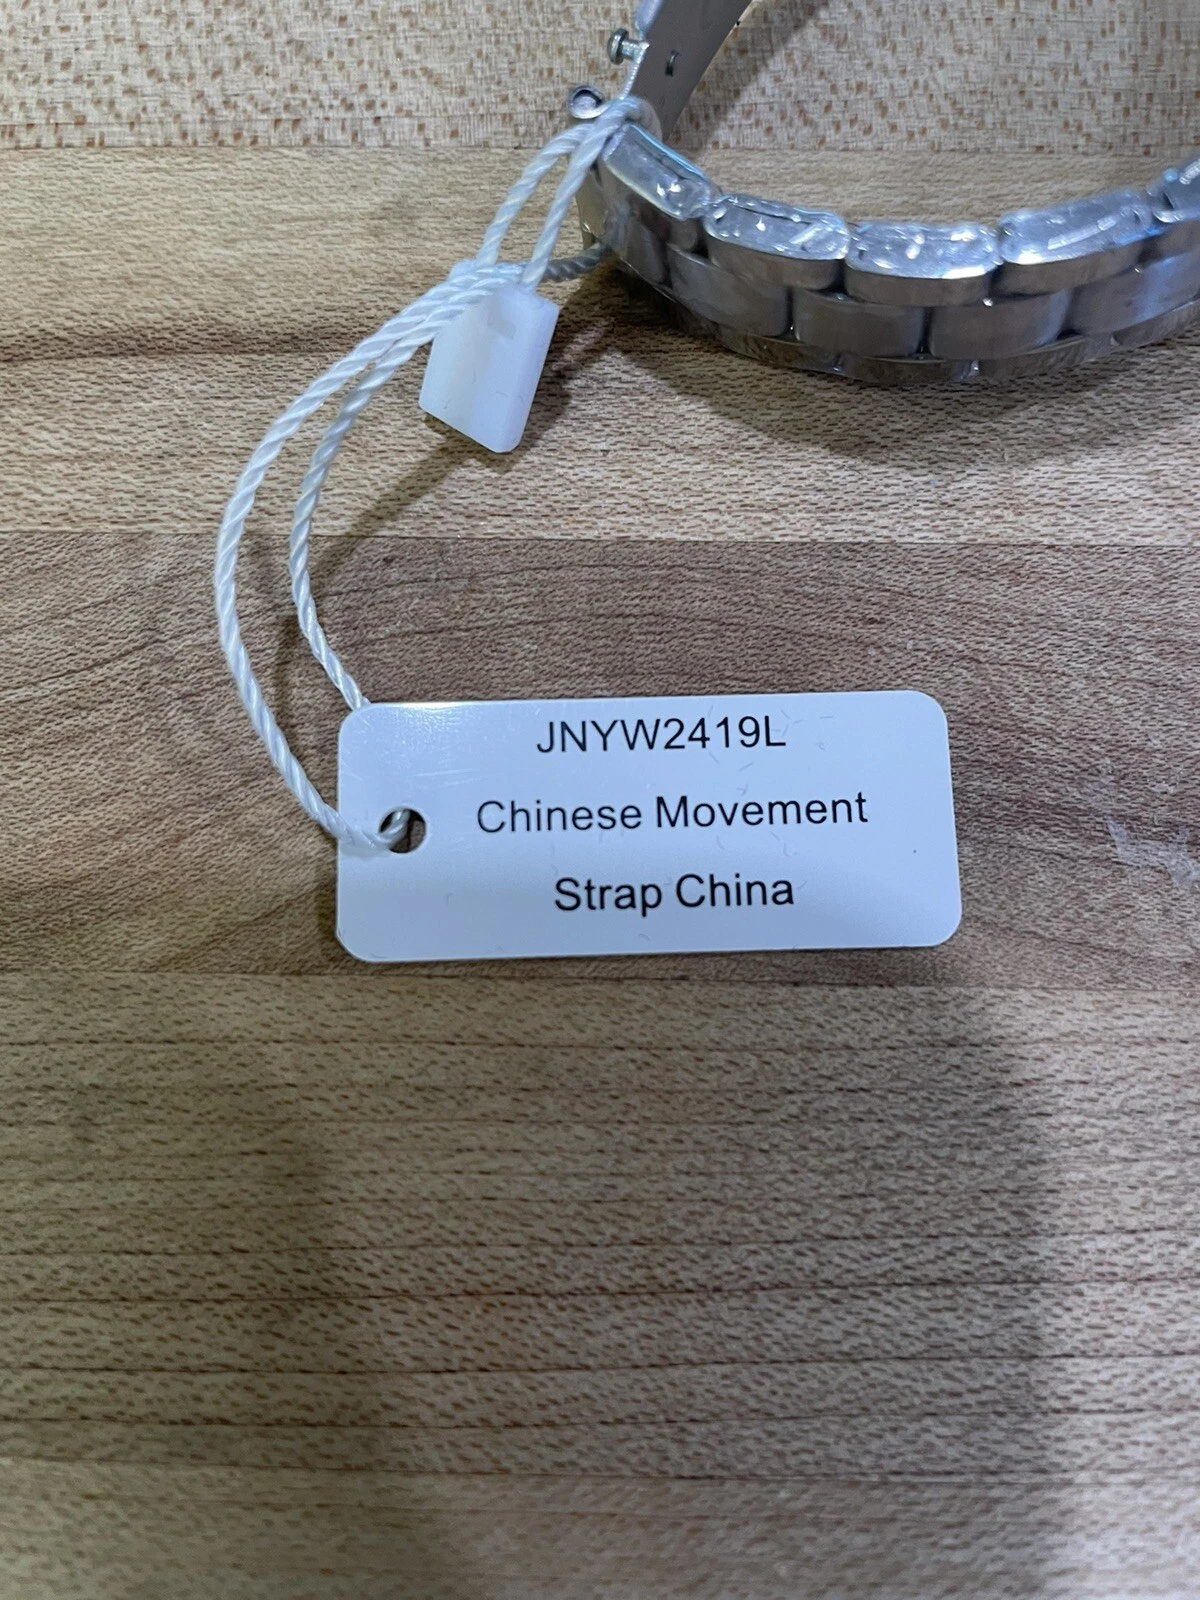 JNYW2419L
Chinese Movement
Strap China